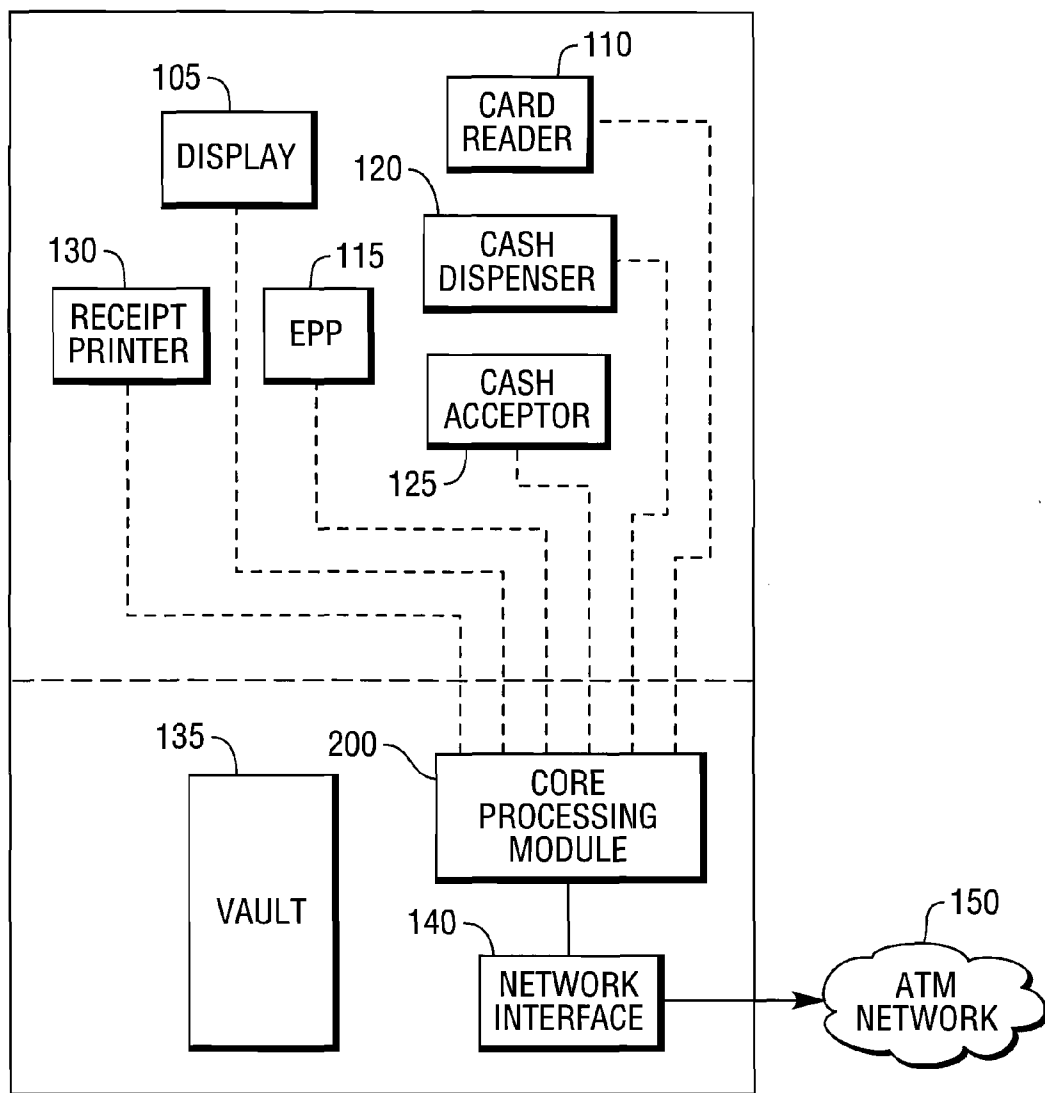 110
CARD
READER
105
DISPLAY
120
CASH
DISPENSER
130
RECEIPT
PRINTER
115
EPP
CASH
ACCEPTOR
125
135
VAULT
200
CORE
PROCESSING
MODULE
140
NETWORK
INTERFACE
150
ATM
NETWORK